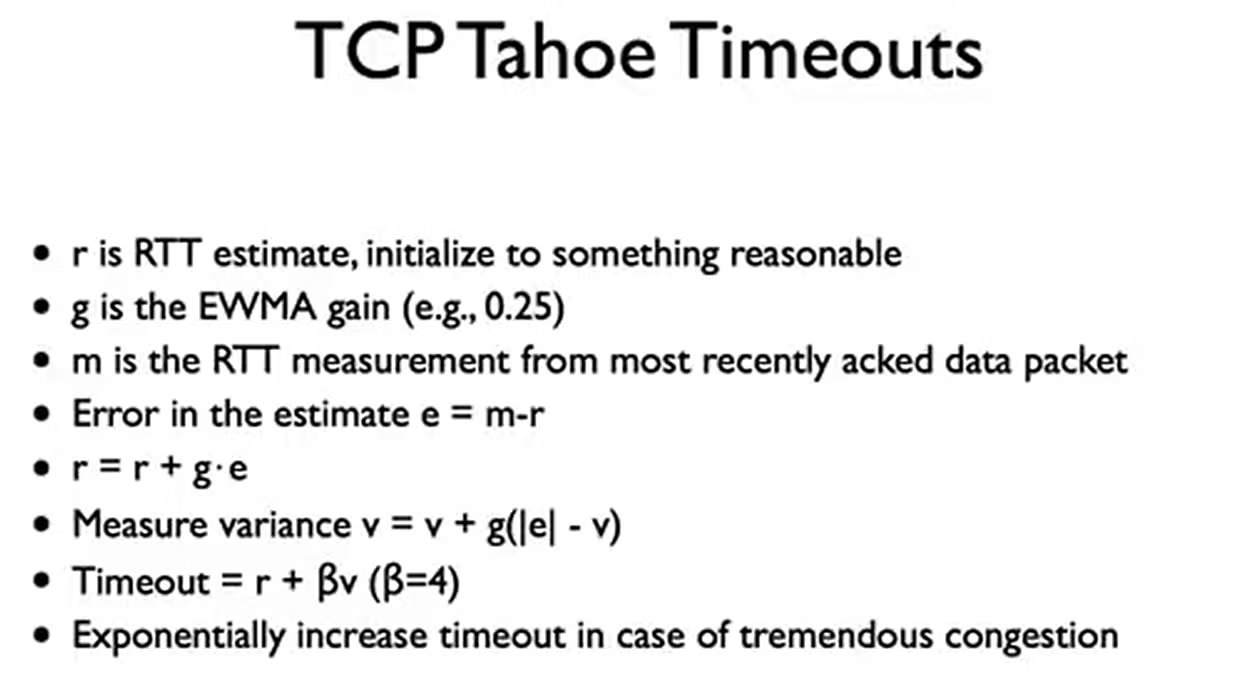 TCP Tahoe Timeouts
• r is RTT estimate, initialize to something reasonable
• g is the EWMA gain (e.g., 0.25)
• m is the RTT measurement from most recently acked data packet
• Error in the estimate e = m-r
• r = r + g·e
• Measure variance v = v + g(|e| - v)
• Timeout = r + βv (β=4)
• Exponentially increase timeout in case of tremendous congestion